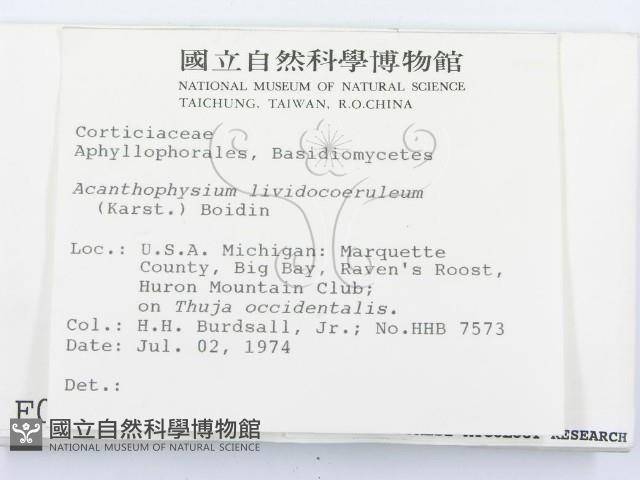 國立自然科學博物館
NATIONAL MUSEUM OF NATURAL SCIENCE
TAICHUNG, TAIWAN, R.O.CHINA
Corticiaceae
Aphyllophorales, Basidiomycetes
Acanthophysium lividocoeruleum
(Karst.) Boidin
Loc.: U.S.A. Michigan: Marquette
County, Big Bay, Raven's Roost,
Huron Mountain Club;
on Thuja occidentalis.
Col.: H.H. Burdsall, Jr.; No.HHB 7573
Date: Jul. 02, 1974
Det.:
RESEARCH
國立自然科學博物館
NATIONAL MUSEUM OF NATURAL SCIENCE